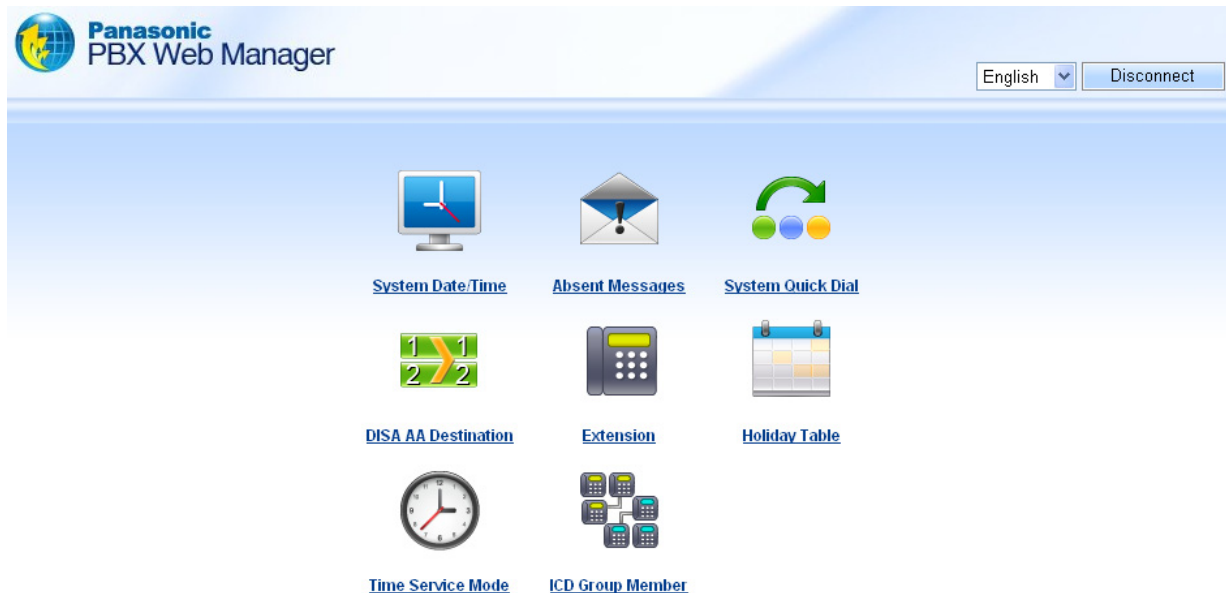 Panasonic
PBX Web Manager
English
Disconnect
System Date/Time
Absent Messages
System Quick Dial
1 1
2 2
DISA AA Destination
Extension
Holiday Table
Time Service Mode
ICD Group Member